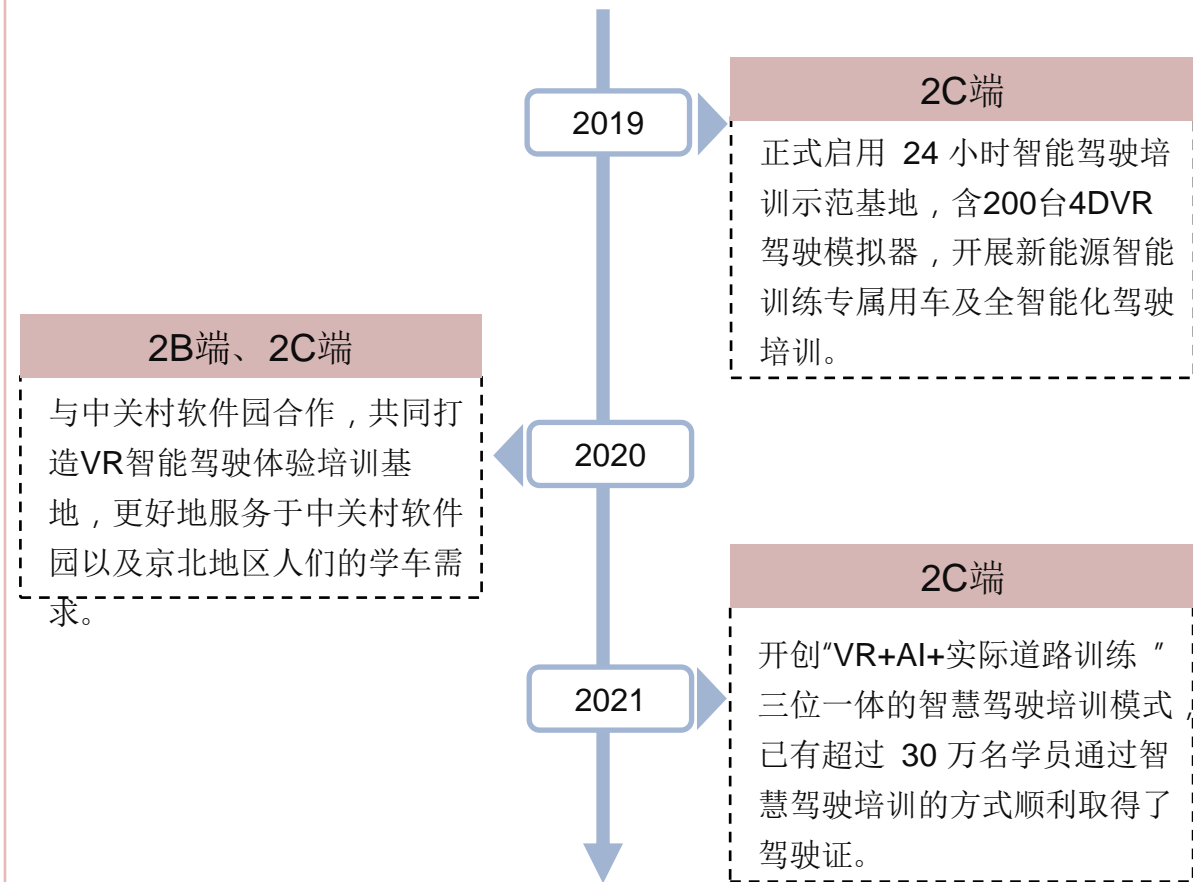 2019
2C端
正式启用 24 小时智能驾驶培
训示范基地，含200台4DVR
驾驶模拟器，开展新能源智能
训练专属用车及全智能化驾驶
培训。
2B端、2C端
与中关村软件园合作，共同打
造VR智能驾驶体验培训基
地，更好地服务于中关村软件
园以及京北地区人们的学车需
求。
2020
2021
2C端
开创“VR+AI+实际道路训练 ”
三位一体的智慧驾驶培训模式，
已有超过 30 万名学员通过智
慧驾驶培训的方式顺利取得了
驾驶证。